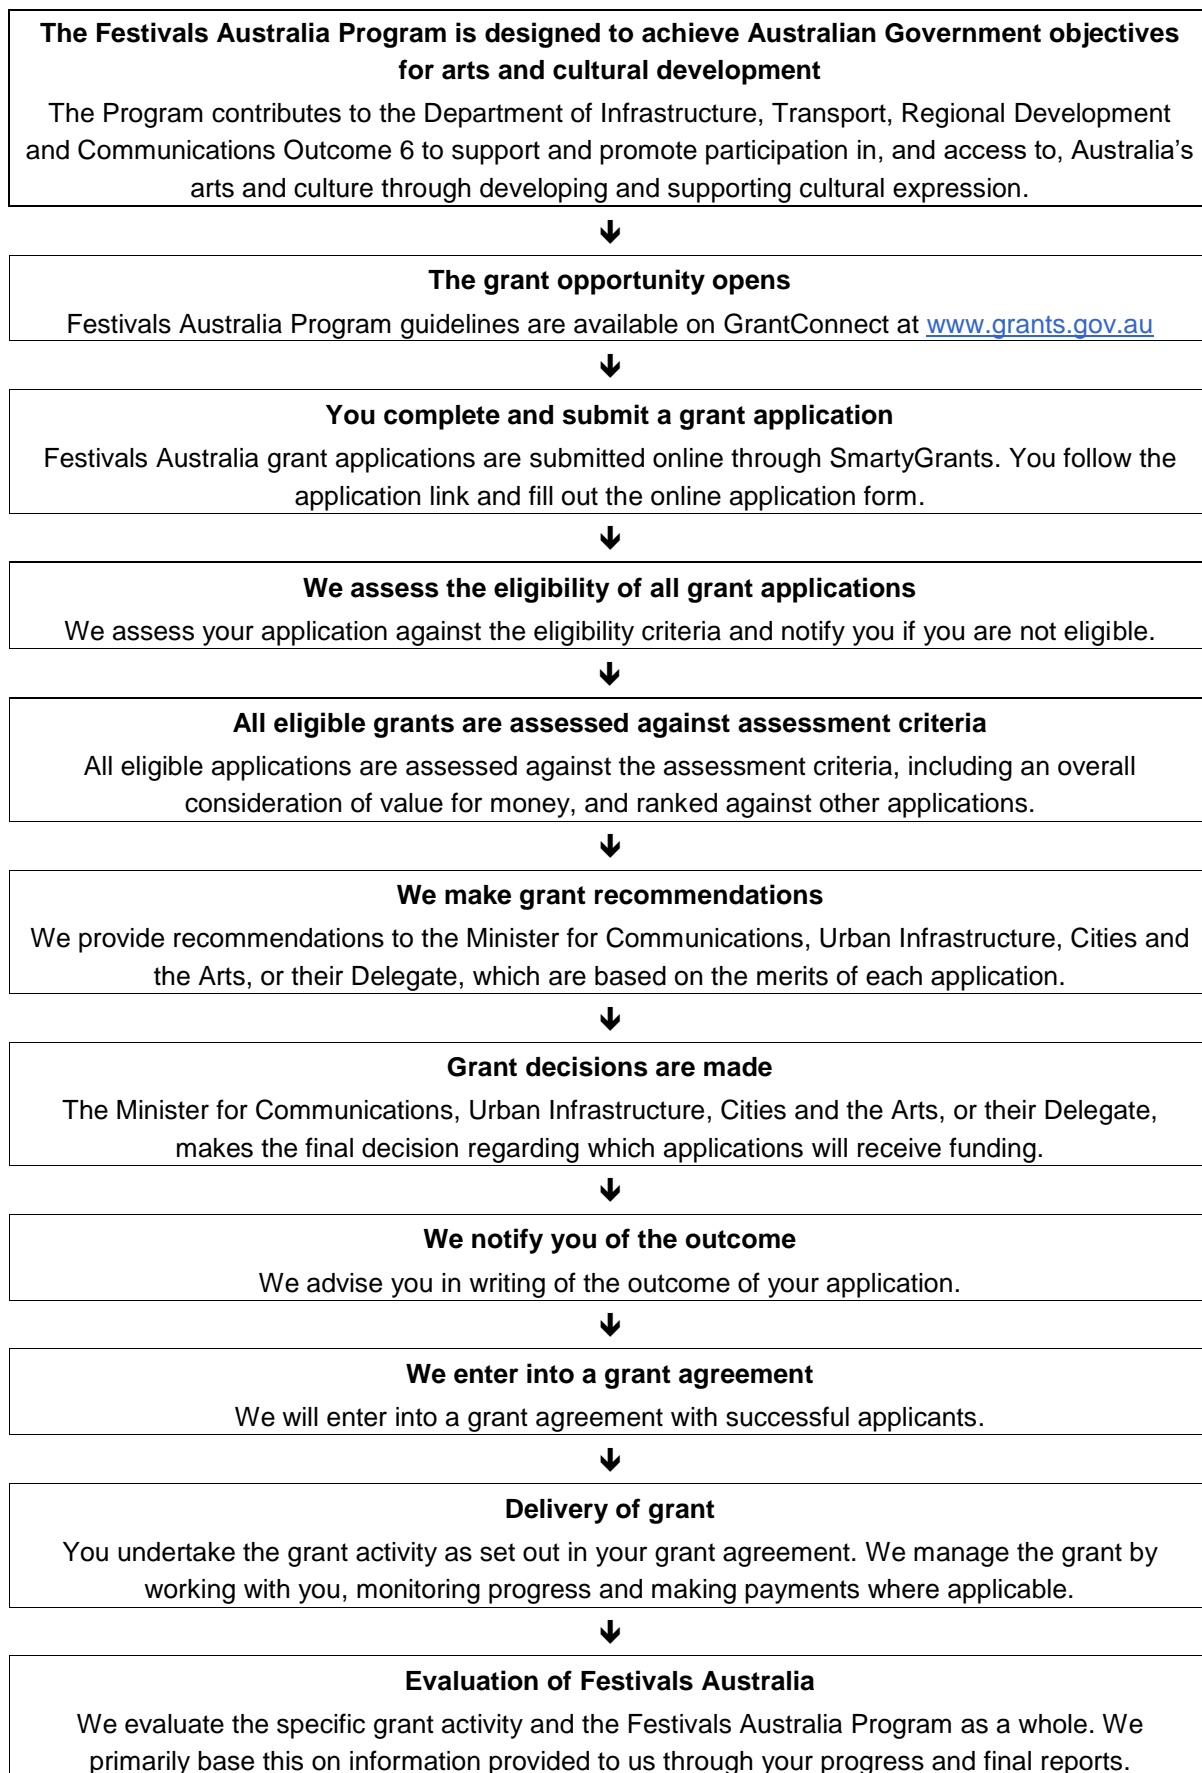 The Festivals Australia Program is designed to achieve Australian Government objectives
for arts and cultural development
The Program contributes to the Department of Infrastructure, Transport, Regional Development
and Communications Outcome 6 to support and promote participation in, and access to, Australia’s
arts and culture through developing and supporting cultural expression.
The grant opportunity opens
Festivals Australia Program guidelines are available on GrantConnect at www.grants.gov.au
You complete and submit a grant application
Festivals Australia grant applications are submitted online through SmartyGrants. You follow the
application link and fill out the online application form.
We assess the eligibility of all grant applications
We assess your application against the eligibility criteria and notify you if you are not eligible.
All eligible grants are assessed against assessment criteria
All eligible applications are assessed against the assessment criteria, including an overall
consideration of value for money, and ranked against other applications.
We make grant recommendations
We provide recommendations to the Minister for Communications, Urban Infrastructure, Cities and
the Arts, or their Delegate, which are based on the merits of each application.
Grant decisions are made
The Minister for Communications, Urban Infrastructure, Cities and the Arts, or their Delegate,
makes the final decision regarding which applications will receive funding.
We notify you of the outcome
We advise you in writing of the outcome of your application.
We enter into a grant agreement
We will enter into a grant agreement with successful applicants.
Delivery of grant
You undertake the grant activity as set out in your grant agreement. We manage the grant by
working with you, monitoring progress and making payments where applicable.
Evaluation of Festivals Australia
We evaluate the specific grant activity and the Festivals Australia Program as a whole. We
primarily base this on information provided to us through your progress and final reports.